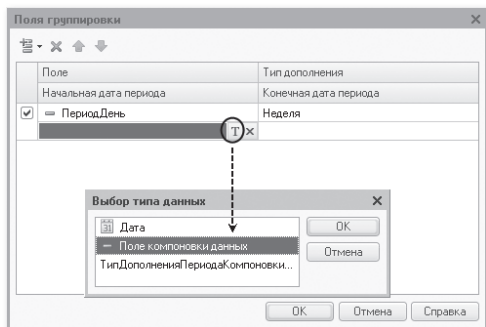 Поля группировки
Поле Тип дополнения
Начальная дата периода Конечная дата периода
ПериодДень Неделя
T
Выбор типа данных
31 Дата
Поле компоновки данных
ТипДополненияПериодаКомпоновки...
OK
Отмена
OK Отмена Справка